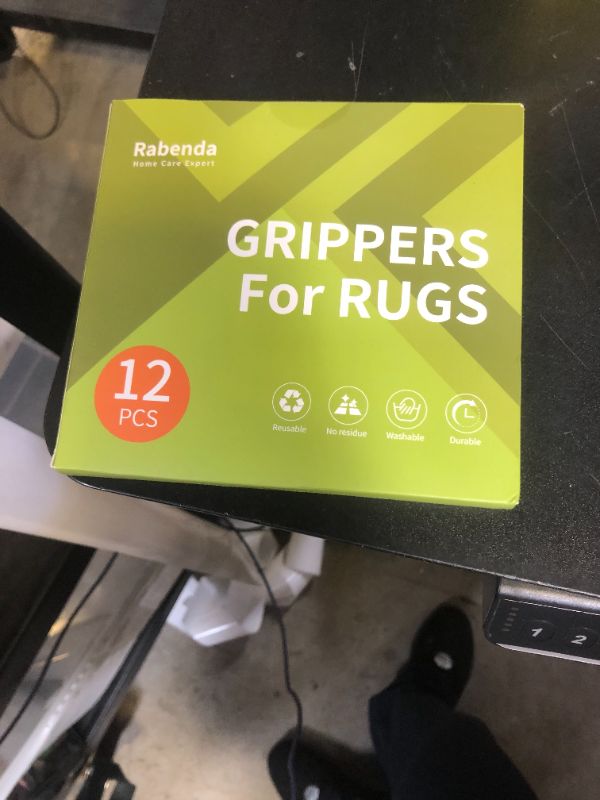 Rabenda
Home Care Expert
GRIPPERS
For RUGS
12
PCS
Reusable
No residue
Washable
Durable
1
2